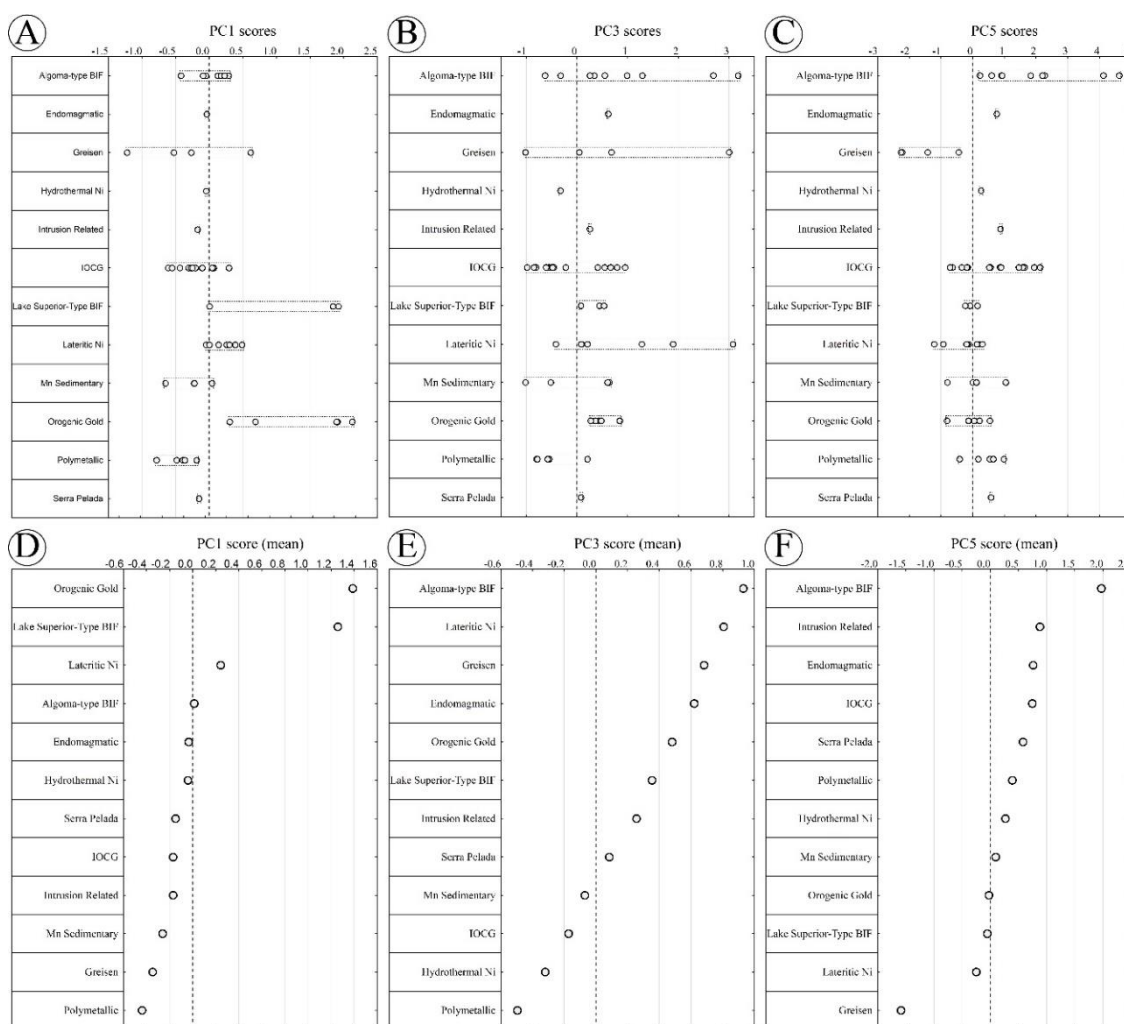 A PC1 scores
-1.5 -1.0 -0.5 0.0 0.5 1.0 1.5 2.0 2.5
Algoma-type BIF
Endomagmatic
Greisen
Hydrothermal Ni
Intrusion Related
IOCG
Lake Superior-Type BIF
Lateritic Ni
Mn Sedimentary
Orogenic Gold
Polymetallic
Serra Pelada
B PC3 scores
-1 0 1 2 3
Algoma-type BIF
Endomagmatic
Greisen
Hydrothermal Ni
Intrusion Related
IOCG
Lake Superior-Type BIF
Lateritic Ni
Mn Sedimentary
Orogenic Gold
Polymetallic
Serra Pelada
C PC5 scores
-3 -2 -1 0 1 2 3 4
Algoma-type BIF
Endomagmatic
Greisen
Hydrothermal Ni
Intrusion Related
IOCG
Lake Superior-Type BIF
Lateritic Ni
Mn Sedimentary
Orogenic Gold
Polymetallic
Serra Pelada
D PC1 score (mean)
-0.6 -0.4 -0.2 0.0 0.2 0.4 0.6 0.8 1.0 1.2 1.4 1.6
Orogenic Gold
Lake Superior-Type BIF
Lateritic Ni
Algoma-type BIF
Endomagmatic
Hydrothermal Ni
Serra Pelada
IOCG
Intrusion Related
Mn Sedimentary
Greisen
Polymetallic
E PC3 score (mean)
-0.6 -0.4 -0.2 0.0 0.4 0.6 0.8 1.0
Algoma-type BIF
Lateritic Ni
Greisen
Endomagmatic
Orogenic Gold
Lake Superior-Type BIF
Intrusion Related
Serra Pelada
Mn Sedimentary
IOCG
Hydrothermal Ni
Polymetallic
F PC5 score (mean)
-2.0 -1.5 -1.0 0.0 0.5 1.0 1.5 2.0
Algoma-type BIF
Intrusion Related
Endomagmatic
IOCG
Serra Pelada
Polymetallic
Hydrothermal Ni
Mn Sedimentary
Orogenic Gold
Lake Superior-Type BIF
Lateritic Ni
Greisen